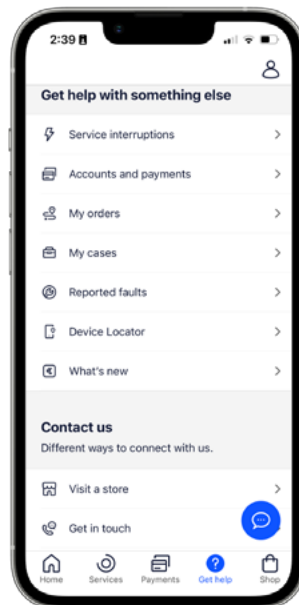 2:39
Get help with something else
Service interruptions
Accounts and payments
My orders
My cases
Reported faults
Device Locator
What's new
Contact us
Different ways to connect with us.
Visit a store
Get in touch
Home Services Payments Get help Shop